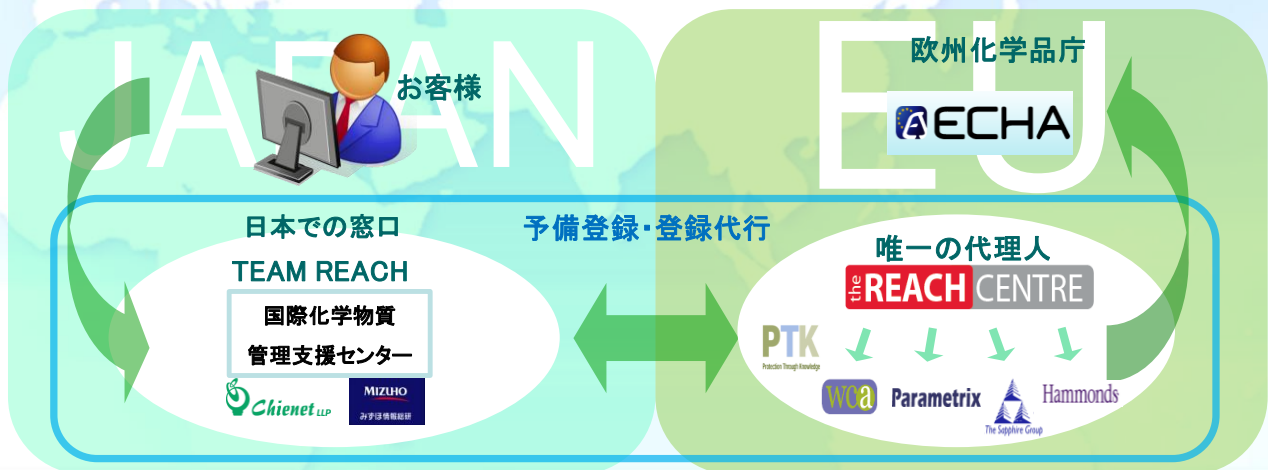 JAPAN
お客様
EU
欧州化学品庁
ECHA
予備登録・登録代行
日本での窓口
TEAM REACH
国際化学物質
管理支援センター
Chienet LLP
MIZUHO
みずほ情報総研
唯一の代理人
the REACH CENTRE
PTK
Protection Through Knowledge
wca
Parametrix
The Sapphire Group
Hammonds